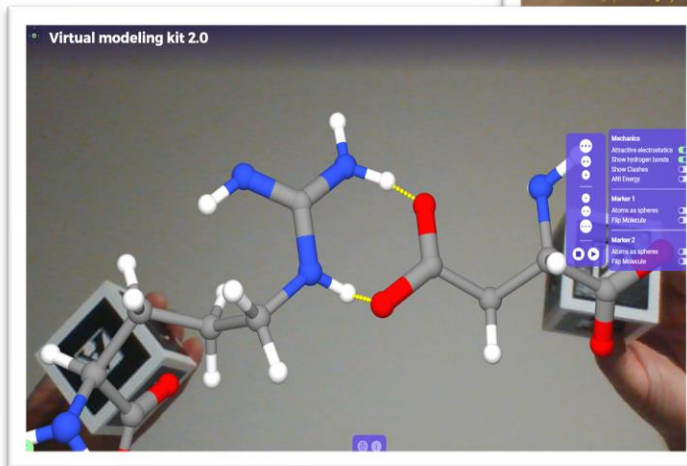 Virtual modeling kit 2.0
Mechanics
Attractive electrostatics
Show hydrogen bonds
Show Clashes
ANI Energy
Marker 1
Atoms as spheres
Flip Molecule
Marker 2
Atoms as spheres
Flip Molecule